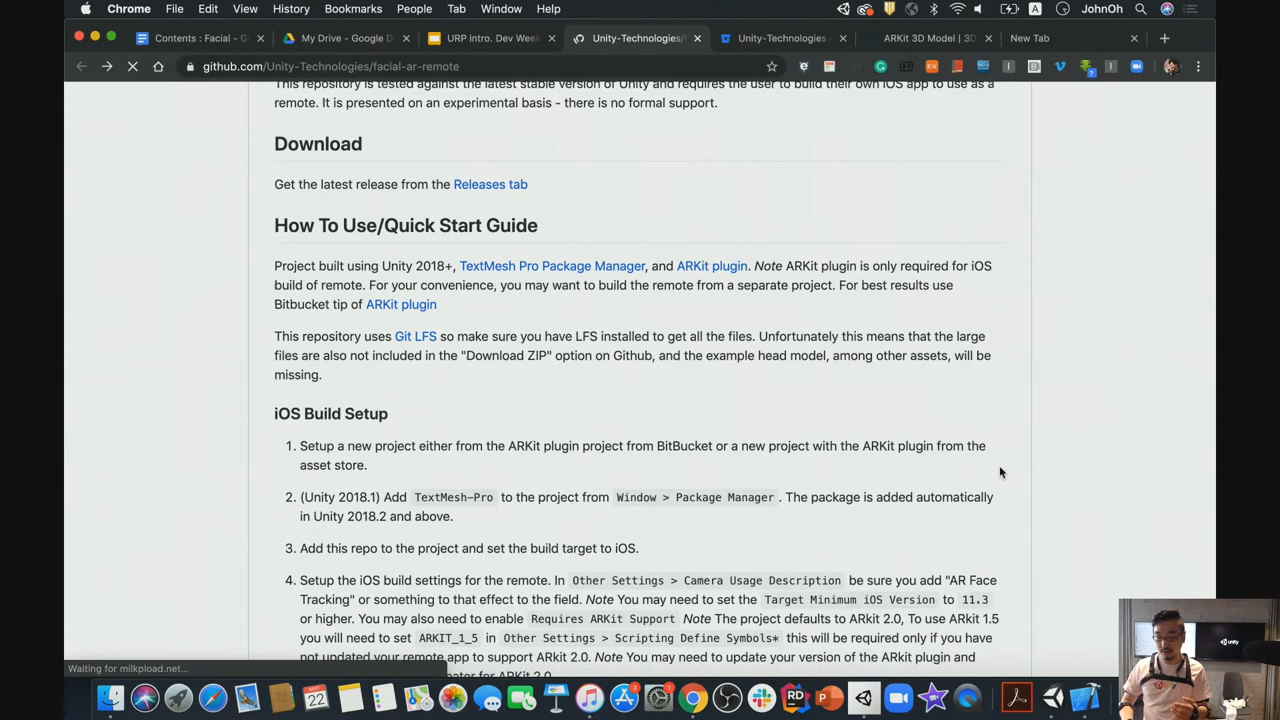 Chrome File Edit View History Bookmarks People Tab Window Help A JohnOh
Contents : Facial - G My Drive - Google D URP intro. Dev Week Unity-Technologies/f Unity-Technologies / ARKit 3D Model | 3D New Tab
github.com/Unity-Technologies/facial-ar-remote
This repository is tested against the latest stable version of Unity and requires the user to build their own iOS app to use as a
remote. It is presented on an experimental basis - there is no formal support.
Download
Get the latest release from the Releases tab
How To Use/Quick Start Guide
Project built using Unity 2018+, TextMesh Pro Package Manager, and ARKit plugin. Note ARKit plugin is only required for iOS
build of remote. For your convenience, you may want to build the remote from a separate project. For best results use
Bitbucket tip of ARKit plugin
This repository uses Git LFS so make sure you have LFS installed to get all the files. Unfortunately this means that the large
files are also not included in the "Download ZIP" option on Github, and the example head model, among other assets, will be
missing.
iOS Build Setup
1. Setup a new project either from the ARKit plugin project from BitBucket or a new project with the ARKit plugin from the
asset store.
2. (Unity 2018.1) Add TextMesh-Pro to the project from Window > Package Manager . The package is added automatically
in Unity 2018.2 and above.
3. Add this repo to the project and set the build target to iOS.
4. Setup the iOS build settings for the remote. In Other Settings > Camera Usage Description be sure you add "AR Face
Tracking" or something to that effect to the field. Note You may need to set the Target Minimum iOS Version to 11.3
or higher. You may also need to enable Requires ARKit Support Note The project defaults to ARKit 2.0, To use ARKit 1.5
you will need to set ARKIT_1_5 in Other Settings > Scripting Define Symbols* this will be required only if you have
not updated your remote app to support ARkit 2.0. Note You may need to update your version of the ARKit plugin and
Waiting for milkpload.net...
MAY
22
unity